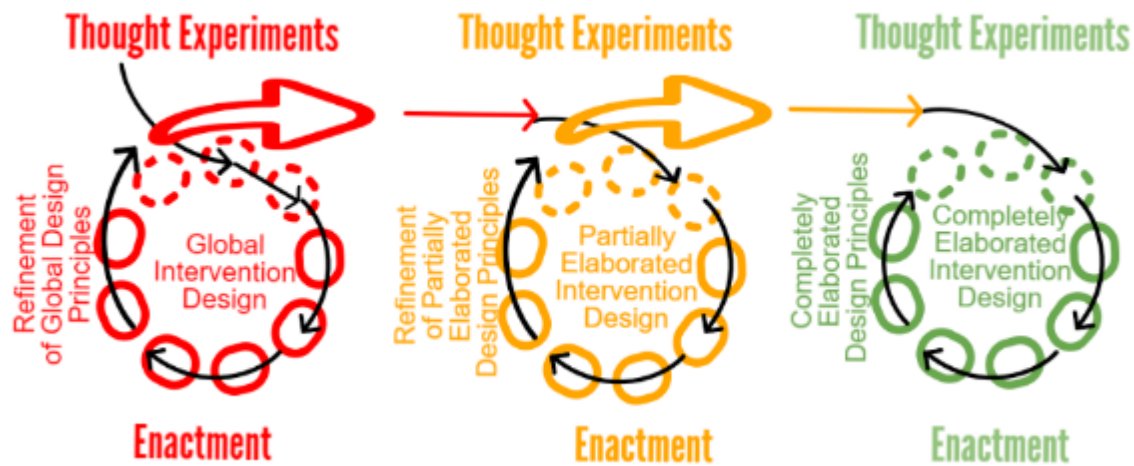 Thought Experiments
Refinement
of Global Design
Principles
Global
Intervention
Design
Enactment
Thought Experiments
Refinement
of Partially
Elaborated
Design Principles
Partially
Elaborated
Intervention
Design
Enactment
Thought Experiments
Completely
Elaborated
Design Principles
Completely
Elaborated
Intervention
Design
Enactment